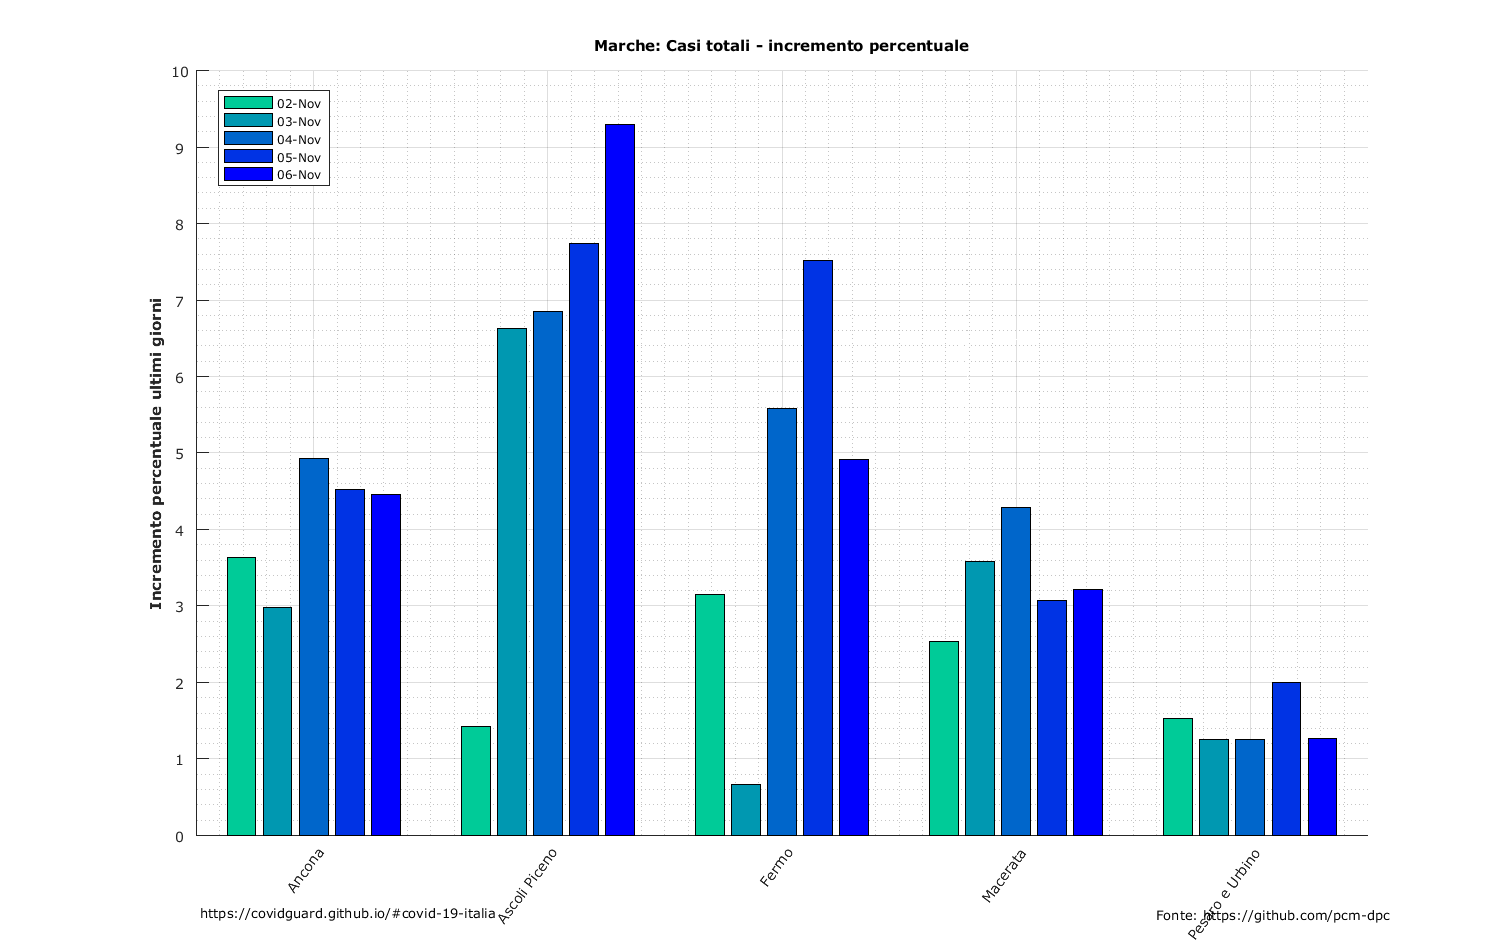 Marche: Casi totali - incremento percentuale
10
9
8
7
6
5
4
3
2
1
0
Incremento percentuale ultimi giorni
02-Nov
03-Nov
04-Nov
05-Nov
06-Nov
Ancona
Ascoli Piceno
Fermo
Macerata
Pesaro e Urbino
https://covidguard.github.io/#covid-19-italia
Fonte: https://github.com/pcm-dpc